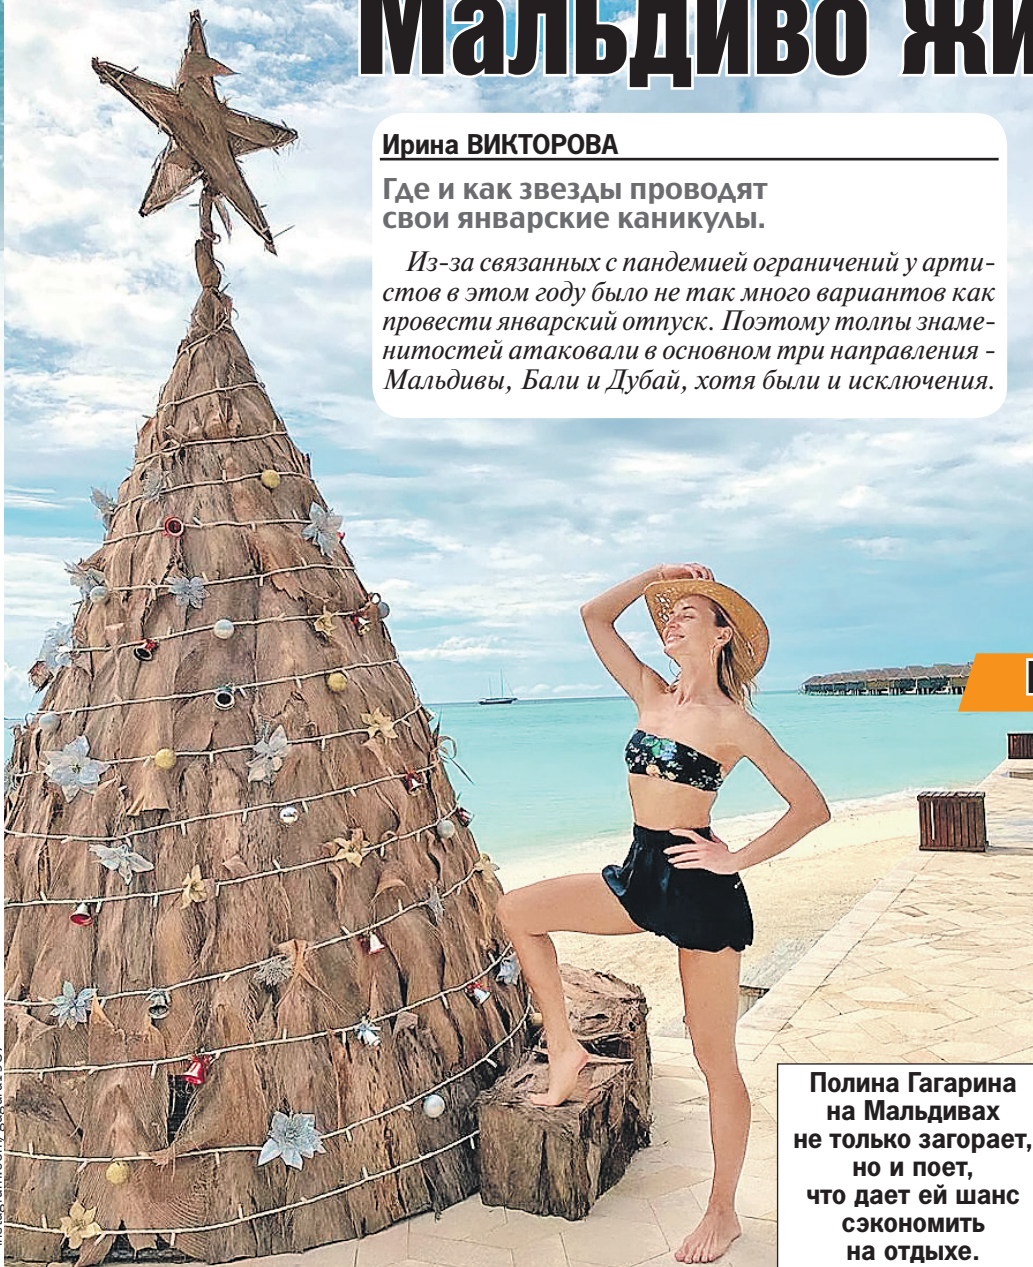 Мальдиво
Ирина ВИКТОРОВА
Где и как звезды проводят
свои январские каникулы.
Из-за связанных с пандемией ограничений у арти-
стов в этом году было не так много вариантов как
провести январский отпуск. Поэтому толпы знаме-
нитостей атаковали в основном три направления -
Мальдивы, Бали и Дубай, хотя были и исключения.
Полина Гагарина
на Мальдивах
не только загорает,
но и поет,
что дает ей шанс
сэкономить
на отдыхе.